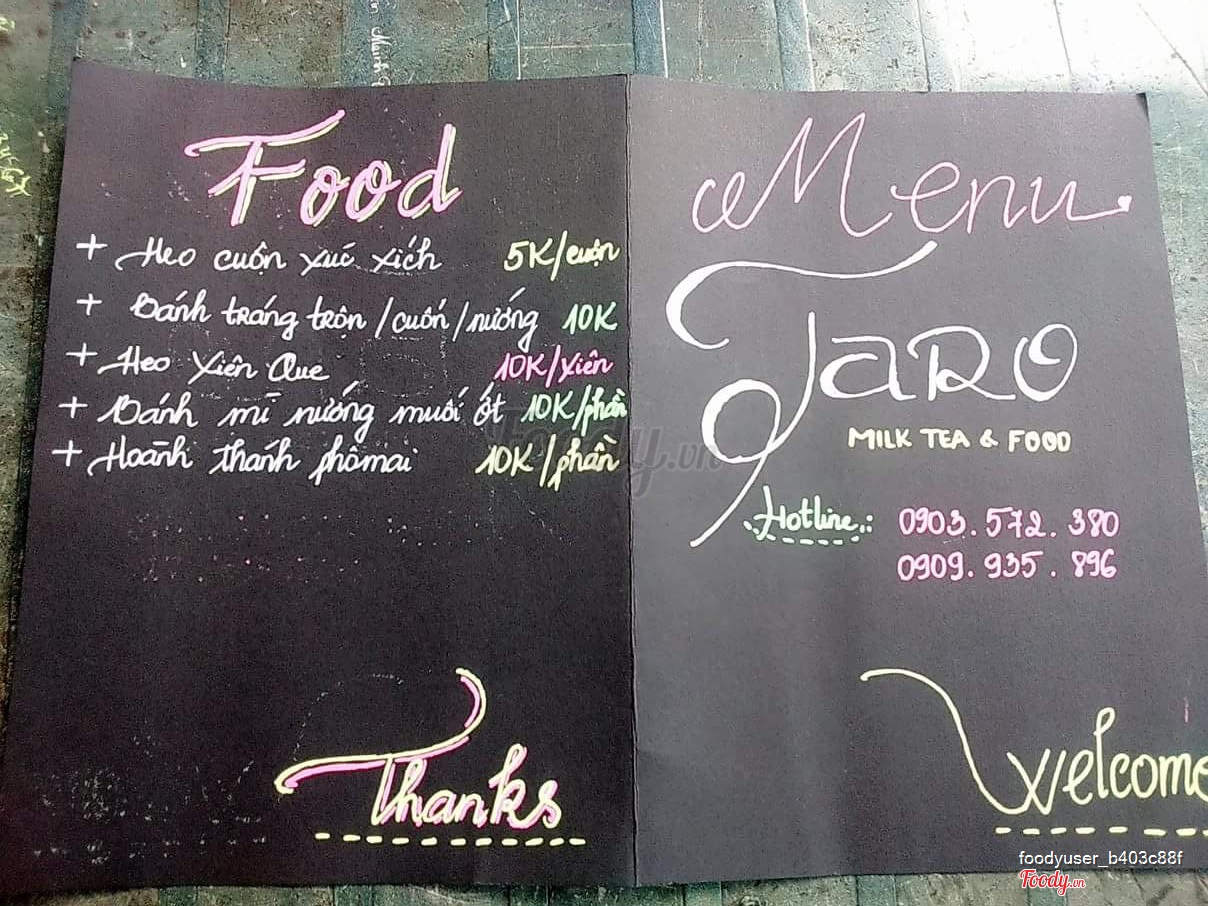 Food
+ Heo cuộn xúc xích 5K/cuộn
+ Bánh tráng trộn/cuốn/nướng 10K
+ Heo Xiên Que 10K/Xiên
+ Bánh mì nướng muối ớt 10K/phần
+ Hoành thánh phômai 10K/phần
Thanks
Menu
TARO
MILK TEA & FOOD
Hotline: 0903.572.380
0909.935.896
Welcome
Foody.vn
foodyuser_b403c88f
Foody.vn